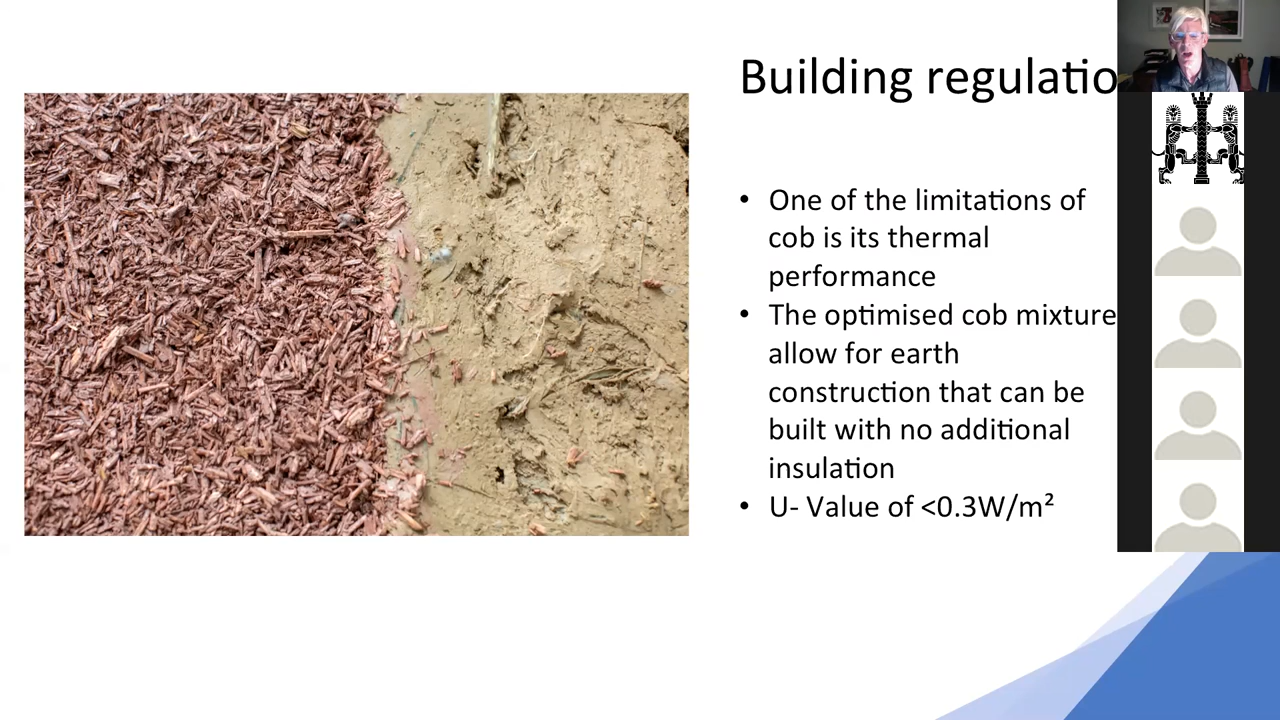 Building regulatio
• One of the limitations of
cob is its thermal
performance
• The optimised cob mixture
allow for earth
construction that can be
built with no additional
insulation
• U- Value of <0.3W/m²